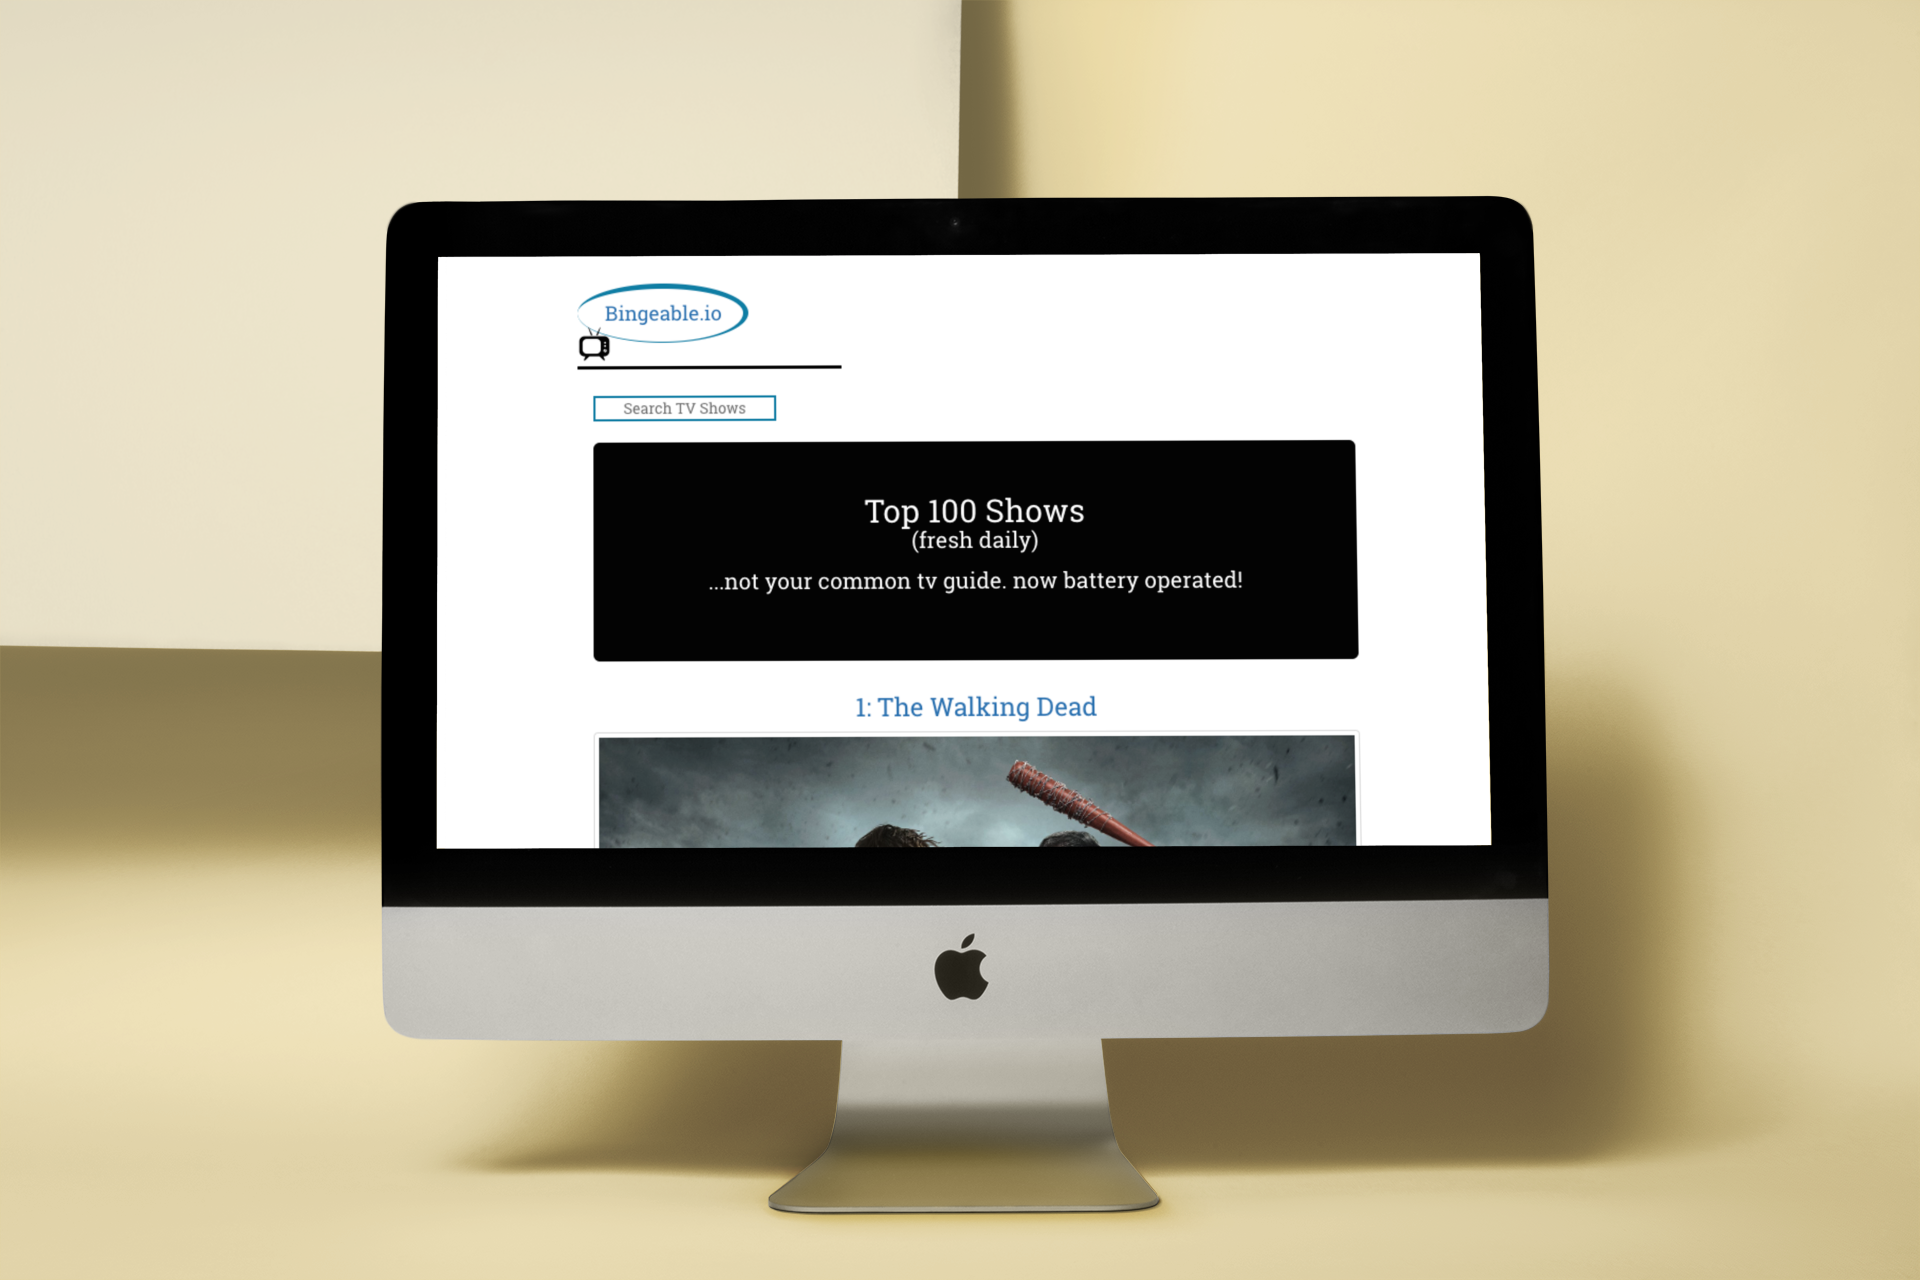 Bingeable.io
Search TV Shows
Top 100 Shows
(fresh daily)
...not your common tv guide. now battery operated!
1: The Walking Dead